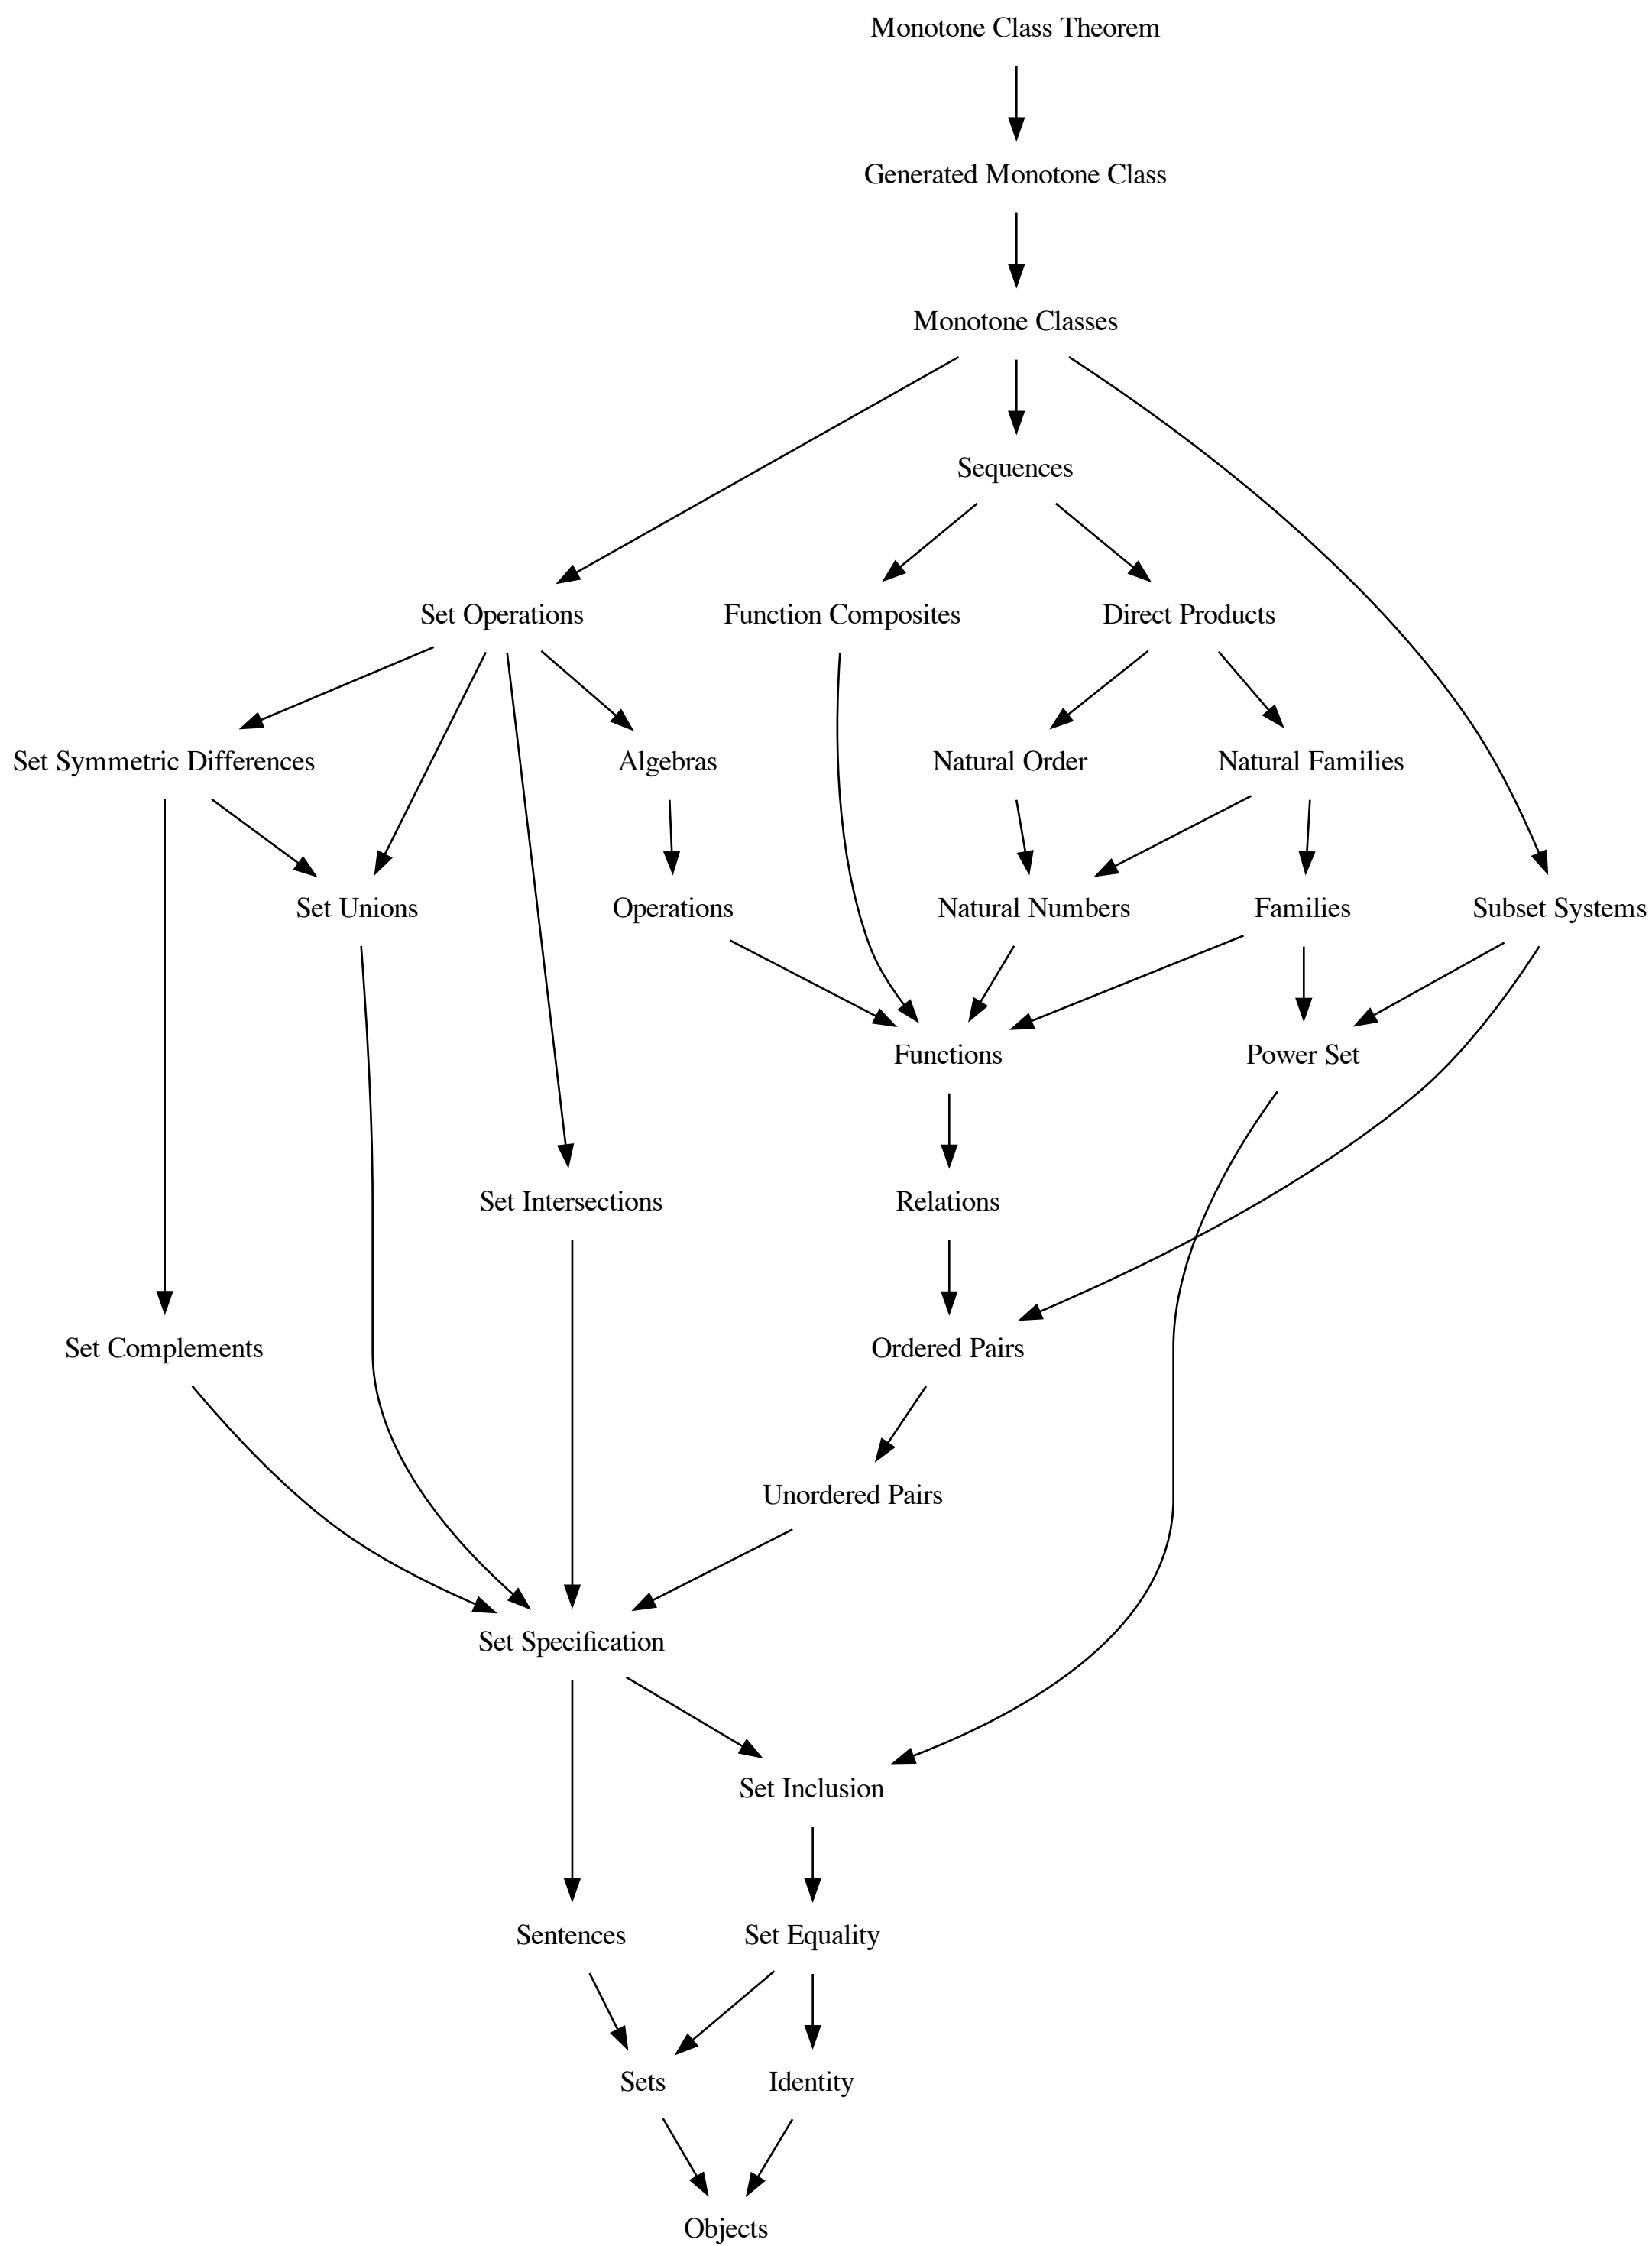 Monotone Class Theorem
Generated Monotone Class
Monotone Classes
Sequences
Set Operations
Function Composites
Direct Products
Set Symmetric Differences
Algebras
Natural Order
Natural Families
Set Unions
Operations
Natural Numbers
Families
Subset Systems
Functions
Power Set
Set Intersections
Relations
Set Complements
Ordered Pairs
Unordered Pairs
Set Specification
Set Inclusion
Sentences
Set Equality
Sets
Identity
Objects